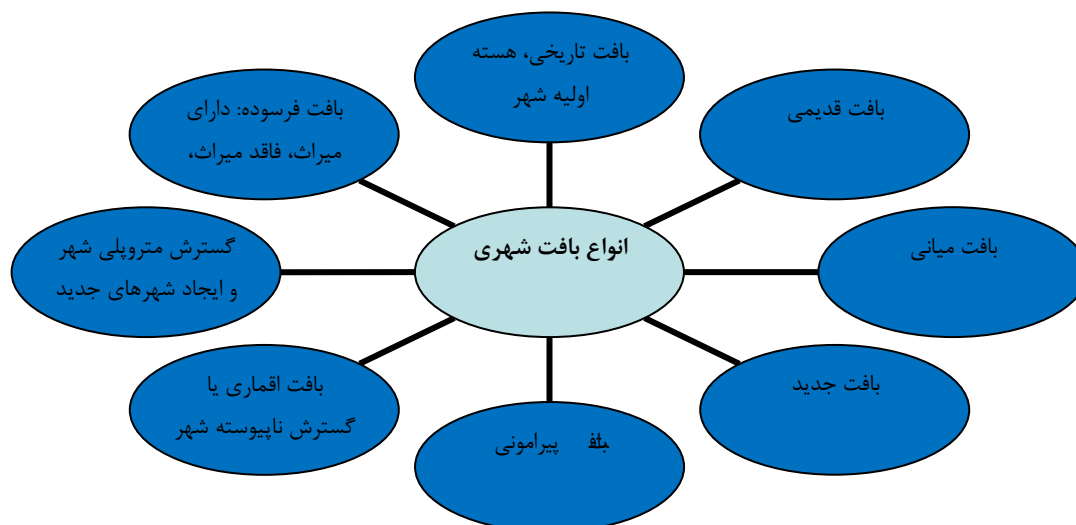 بافت تاریخی، هسته
اولیه شهر
بافت قدیمی
بافت میانی
بافت جدید
پیرامونی
بافت اقماری یا
گسترش ناپیوسته شهر
گسترش متروپلی شهر
و ایجاد شهرهای جدید
بافت فرسوده: دارای
میراث، فاقد میراث،
انواع بافت شهری